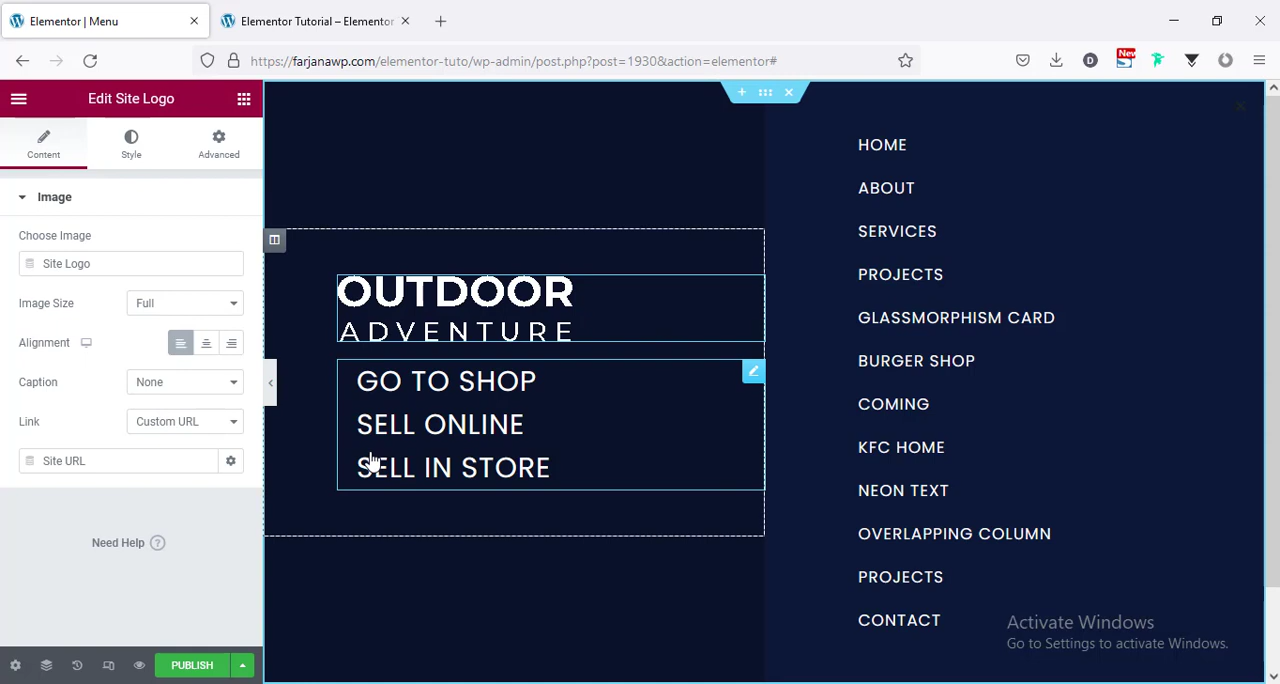 Elementor | Menu
Elementor Tutorial – Elementor
https://farjanawp.com/elementor-tuto/wp-admin/post.php?post=1930&action=elementor#
New
D
Edit Site Logo
Content
Style
Advanced
Image
Choose Image
Site Logo
Image Size
Full
Alignment
Caption
None
Link
Custom URL
Site URL
Need Help ?
PUBLISH
OUTDOOR
ADVENTURE
GO TO SHOP
SELL ONLINE
SELL IN STORE
HOME
ABOUT
SERVICES
PROJECTS
GLASSMORPHISM CARD
BURGER SHOP
COMING
KFC HOME
NEON TEXT
OVERLAPPING COLUMN
PROJECTS
CONTACT
Activate Windows
Go to Settings to activate Windows.